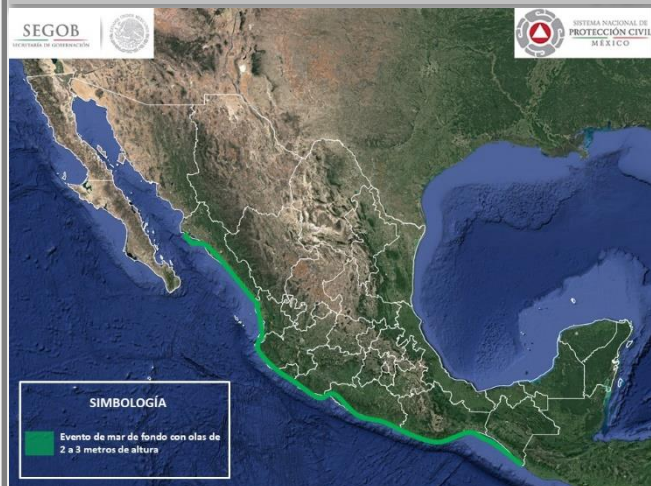 SEGOB
SECRETARÍA DE GOBERNACIÓN
SISTEMA NACIONAL DE
PROTECCIÓN CIVIL
MÉXICO
SIMBOLOGÍA
Evento de mar de fondo con olas de
2 a 3 metros de altura